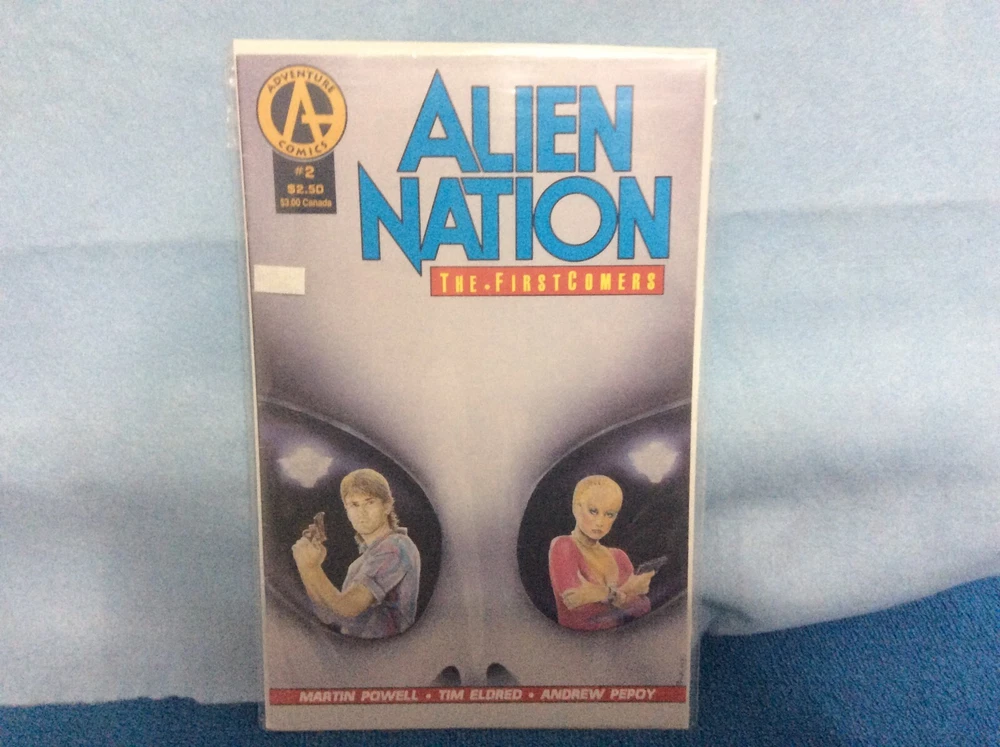 ADVENTURE
COMICS
#2
$2.50
$3.00 Canada
ALIEN
NATION
THE•FIRSTCOMERS
MARTIN POWELL • TIM ELDRED • ANDREW PEPOY